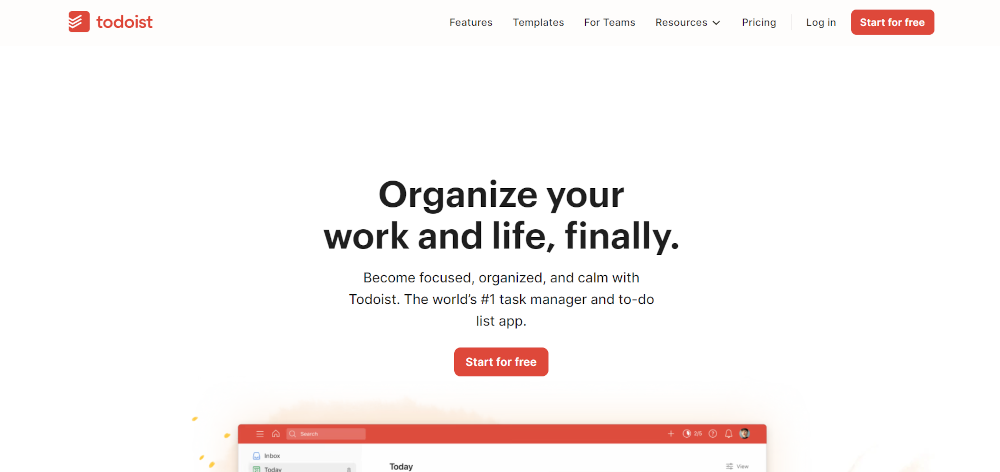 todoist
Features Templates For Teams Resources Pricing Log in Start for free
Organize your
work and life, finally.
Become focused, organized, and calm with
Todoist. The world's #1 task manager and to-do
list app.
Start for free
Search
Inbox
Today
Today
View